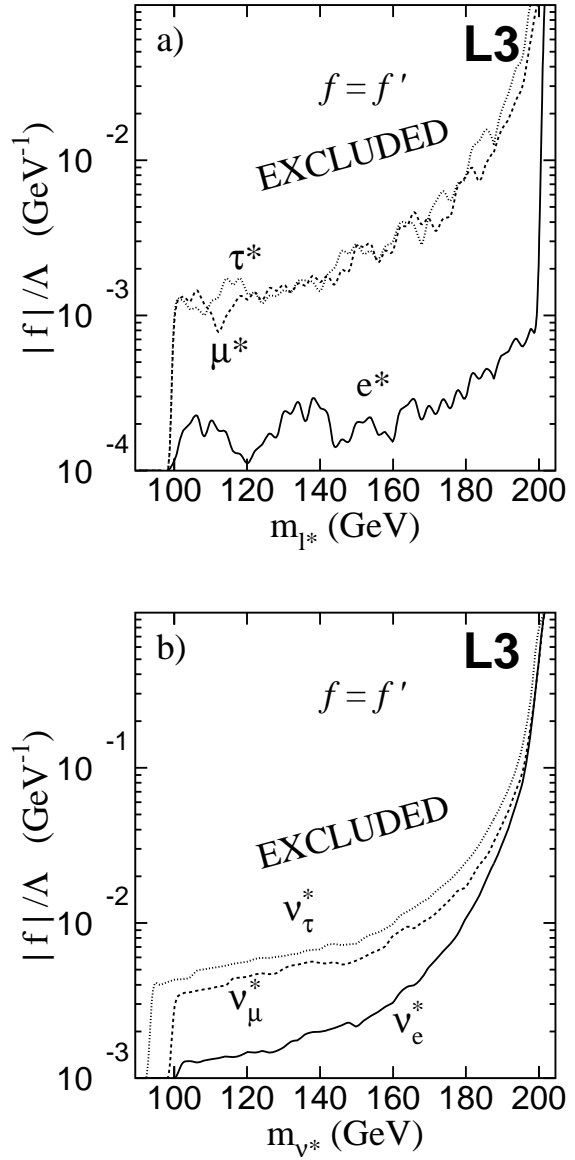 a)
L3
f = f ′
EXCLUDED
τ*
μ*
e*
10⁻²
10⁻³
10⁻⁴
|f|/Λ (GeV⁻¹)
100 120 140 160 180 200
m_l* (GeV)
b)
L3
f = f ′
EXCLUDED
ν*_τ
ν*_μ
ν*_e
10⁻¹
10⁻²
10⁻³
|f|/Λ (GeV⁻¹)
100 120 140 160 180 200
m_ν* (GeV)